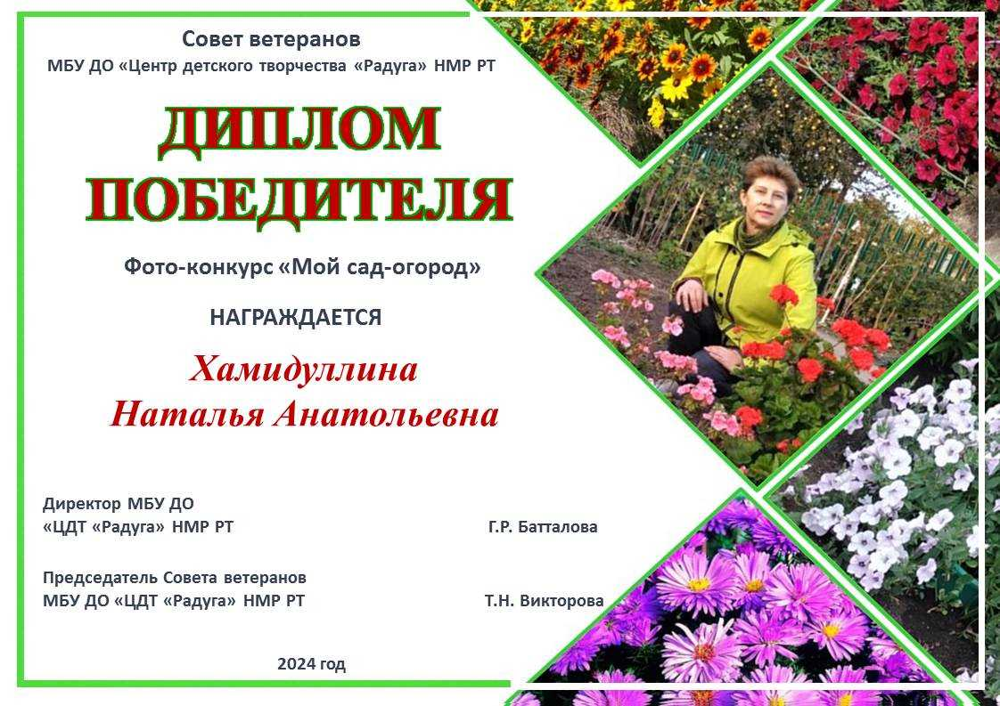 Совет ветеранов
МБУ ДО «Центр детского творчества «Радуга» НМР РТ
ДИПЛОМ
ПОБЕДИТЕЛЯ
Фото-конкурс «Мой сад-огород»
НАГРАЖДАЕТСЯ
Хамидуллина
Наталья Анатольевна
Директор МБУ ДО
«ЦДТ «Радуга» НМР РТ Г.Р. Батталова
Председатель Совета ветеранов
МБУ ДО «ЦДТ «Радуга» НМР РТ Т.Н. Викторова
2024 год